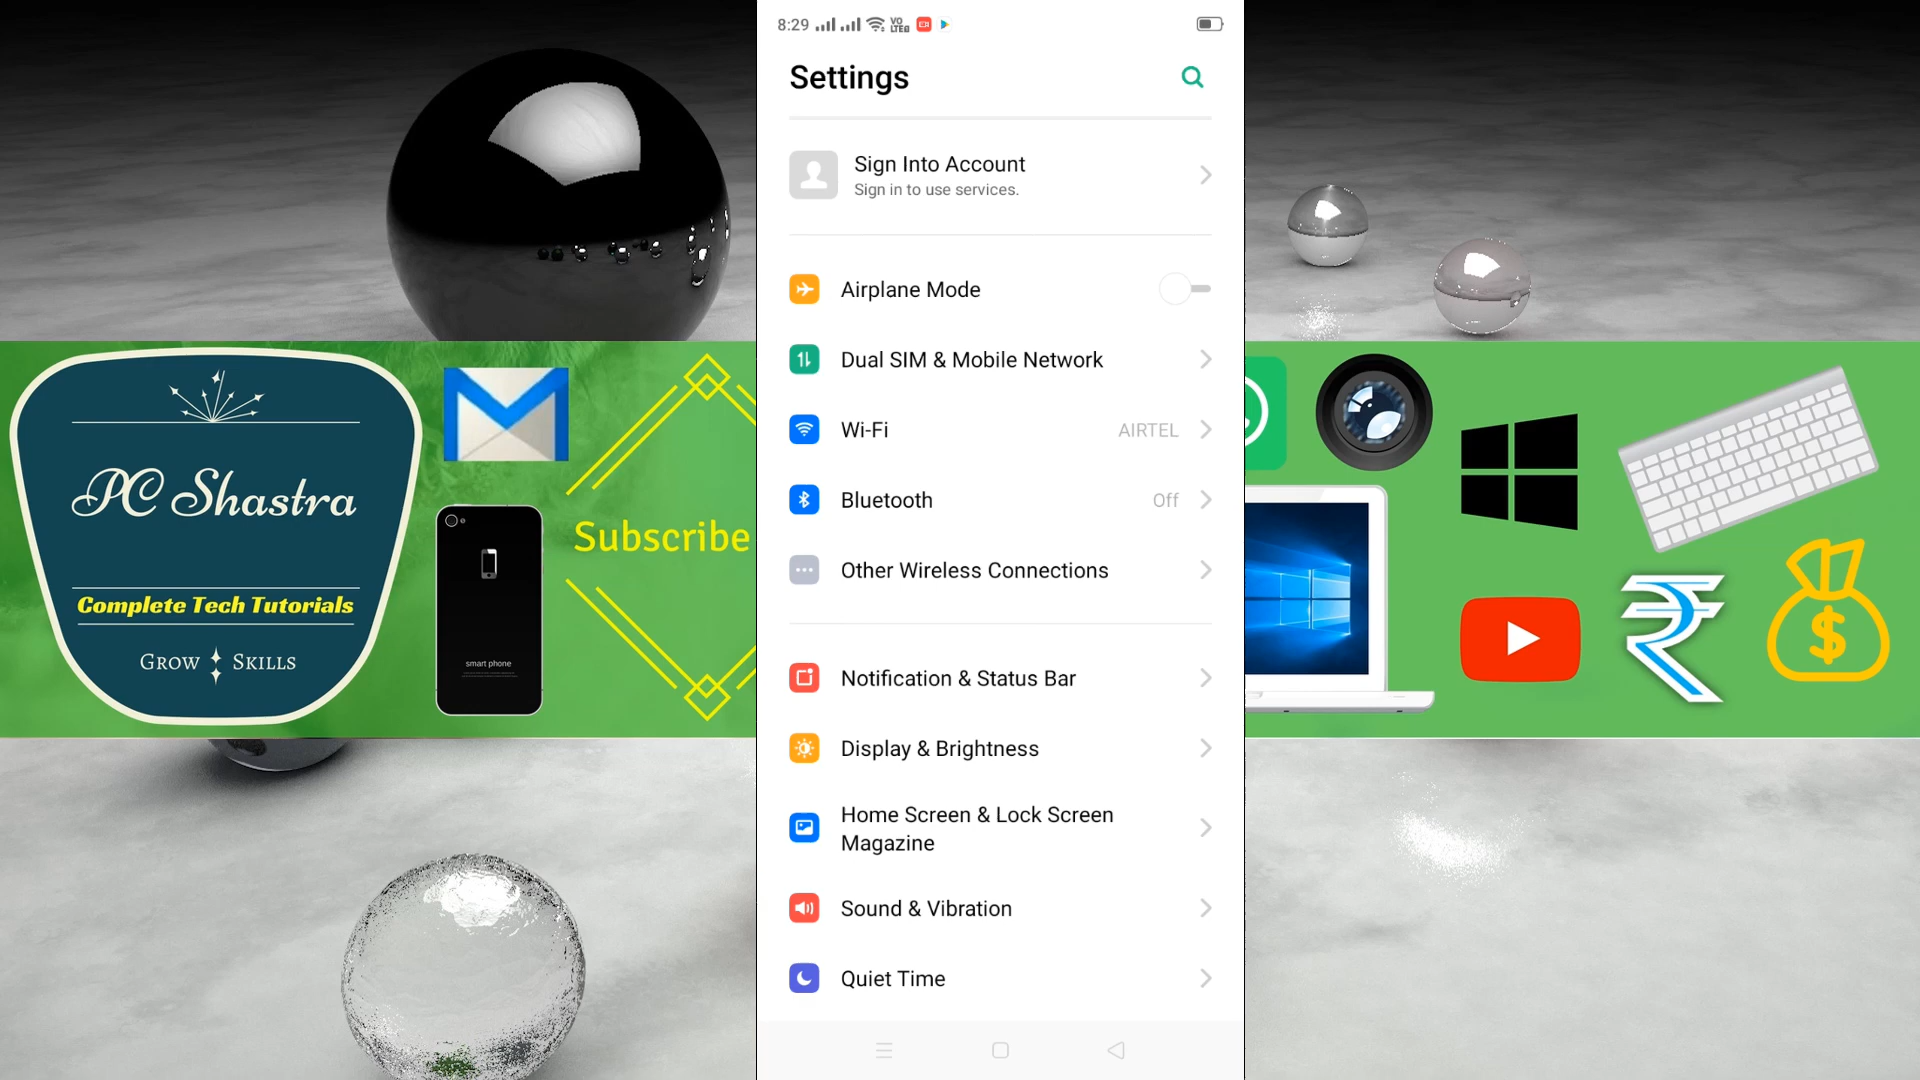 8:29 VO LTE
Settings
Sign Into Account
Sign in to use services.
Airplane Mode
Dual SIM & Mobile Network
Wi-Fi AIRTEL
Bluetooth Off
Other Wireless Connections
Notification & Status Bar
Display & Brightness
Home Screen & Lock Screen
Magazine
Sound & Vibration
Quiet Time
PC Shastra
Complete Tech Tutorials
GROW SKILLS
smart phone
Subscribe